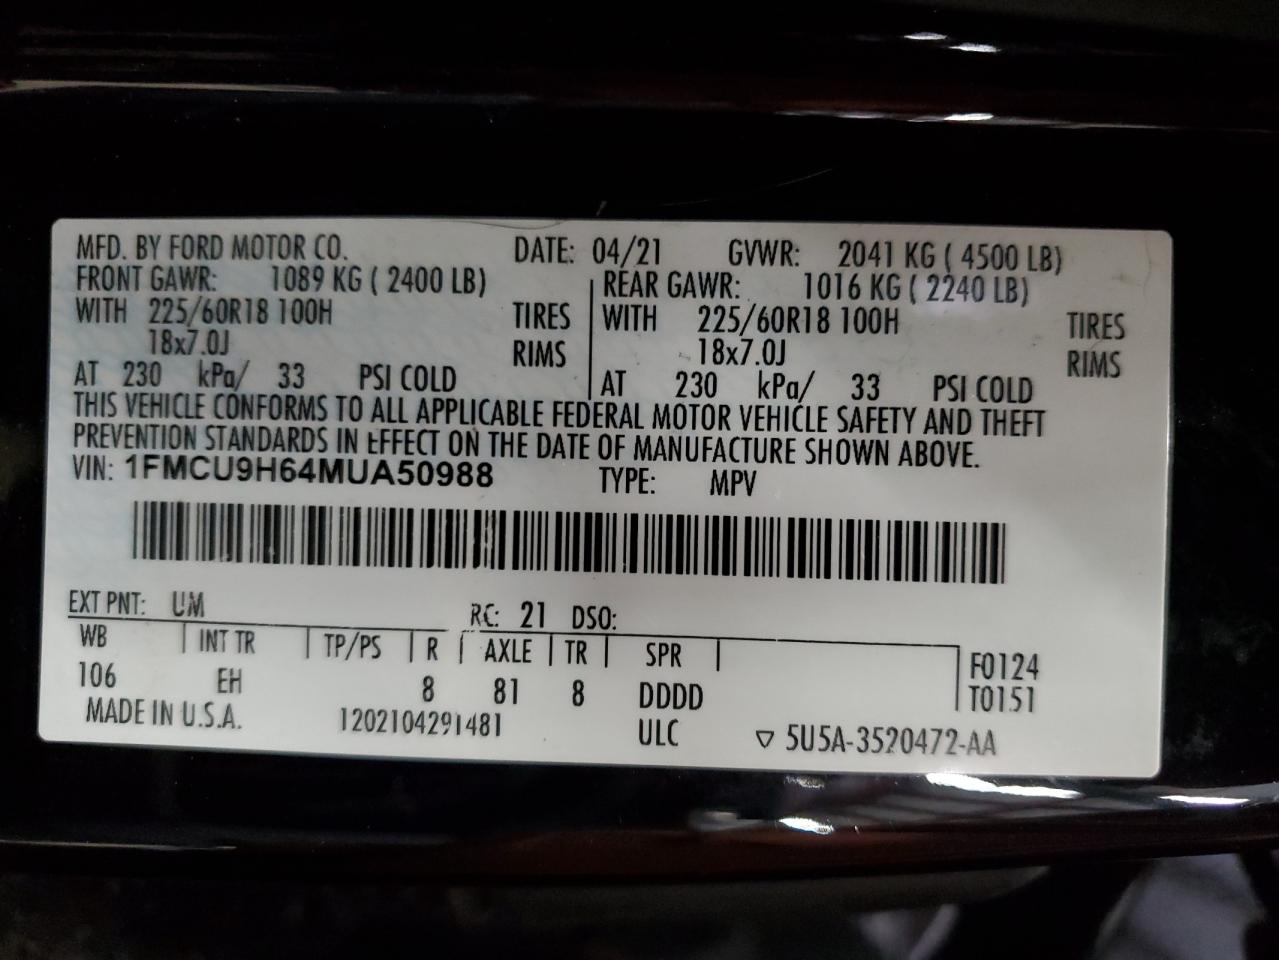 MFD. BY FORD MOTOR CO. DATE: 04/21 GVWR: 2041 KG ( 4500 LB)
FRONT GAWR: 1089 KG ( 2400 LB) REAR GAWR: 1016 KG ( 2240 LB)
WITH 225/60R18 100H TIRES WITH 225/60R18 100H TIRES
18x7.0J RIMS 18x7.0J RIMS
AT 230 kPa/ 33 PSI COLD AT 230 kPa/ 33 PSI COLD
THIS VEHICLE CONFORMS TO ALL APPLICABLE FEDERAL MOTOR VEHICLE SAFETY AND THEFT
PREVENTION STANDARDS IN EFFECT ON THE DATE OF MANUFACTURE SHOWN ABOVE.
VIN: 1FMCU9H64MUA50988 TYPE: MPV
EXT PNT: UM RC: 21 DSO:
WB INT TR TP/PS R AXLE TR SPR F0124
106 EH 8 81 8 DDDD T0151
MADE IN U.S.A. 1202104291481 ULC ▽ 5U5A-3520472-AA